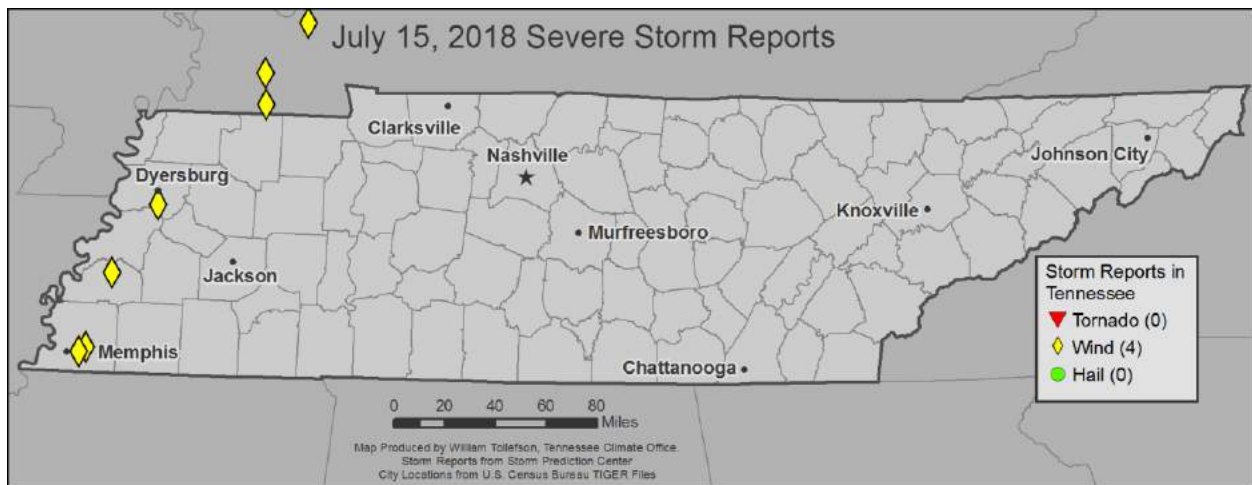 July 15, 2018 Severe Storm Reports
Clarksville
Nashville
Johnson City
Dyersburg
Knoxville
Murfreesboro
Jackson
Storm Reports in
Tennessee
Tornado (0)
Wind (4)
Hail (0)
Memphis
Chattanooga
0 20 40 60 80
Miles
Map Produced by William Tollefson, Tennessee Climate Office.
Storm Reports from Storm Prediction Center
City Locations from U.S. Census Bureau TIGER Files